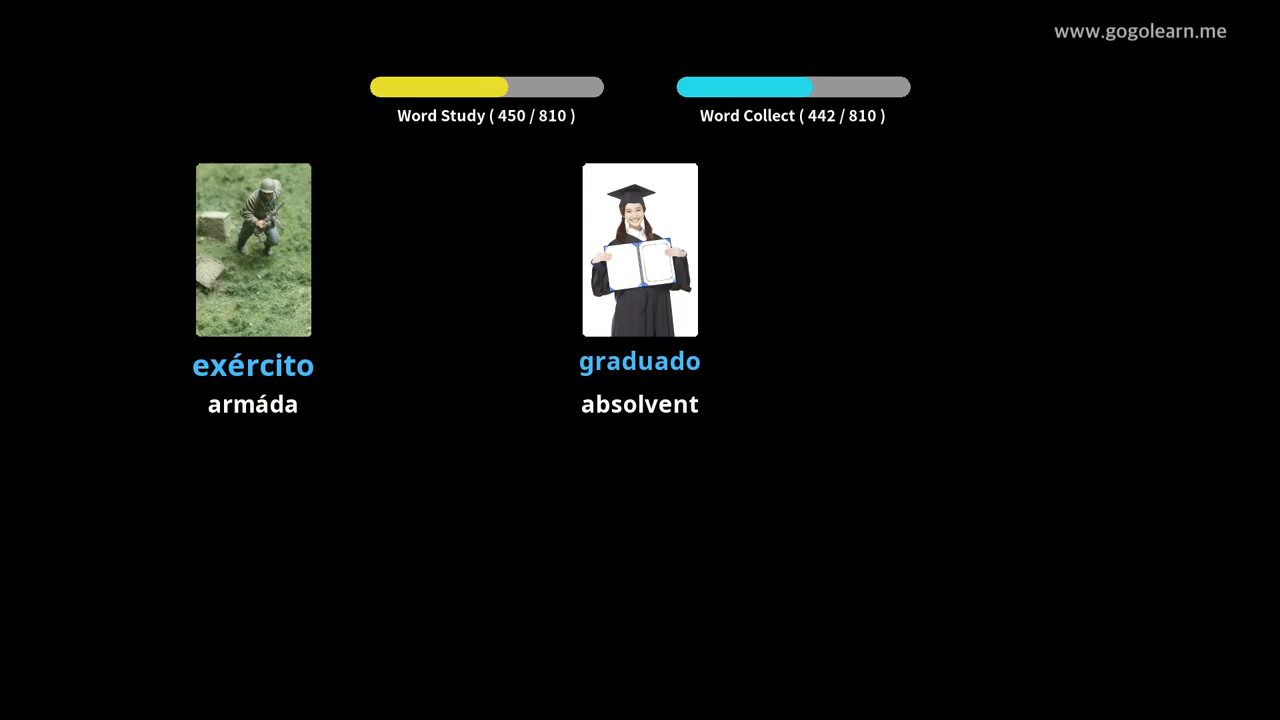 www.gogolearn.me
Word Study ( 450 / 810 )
Word Collect ( 442 / 810 )
exército
armáda
graduado
absolvent